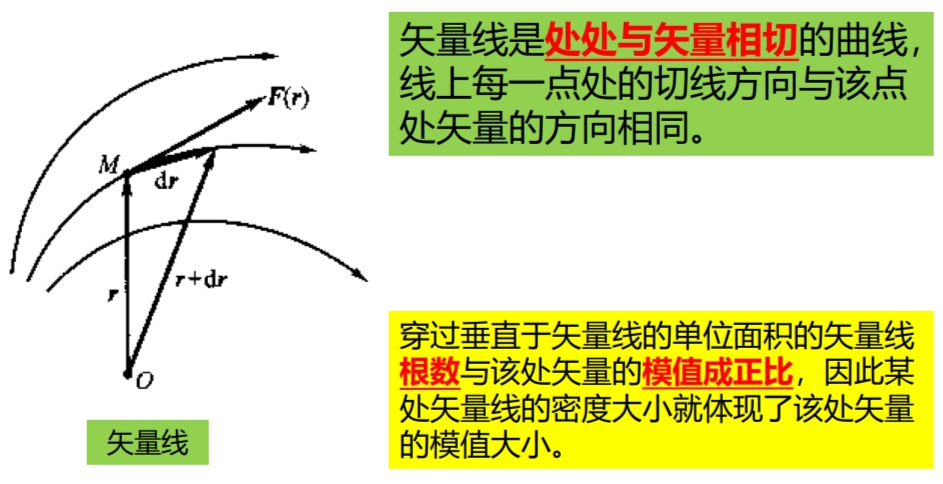 矢量线是处处与矢量相切的曲线，
线上每一点处的切线方向与该点
处矢量的方向相同。
F(r)
M
dr
r+dr
r
O
穿过垂直于矢量线的单位面积的矢量线
根数与该处矢量的模值成正比，因此某
处矢量线的密度大小就体现了该处矢量
的模值大小。
矢量线